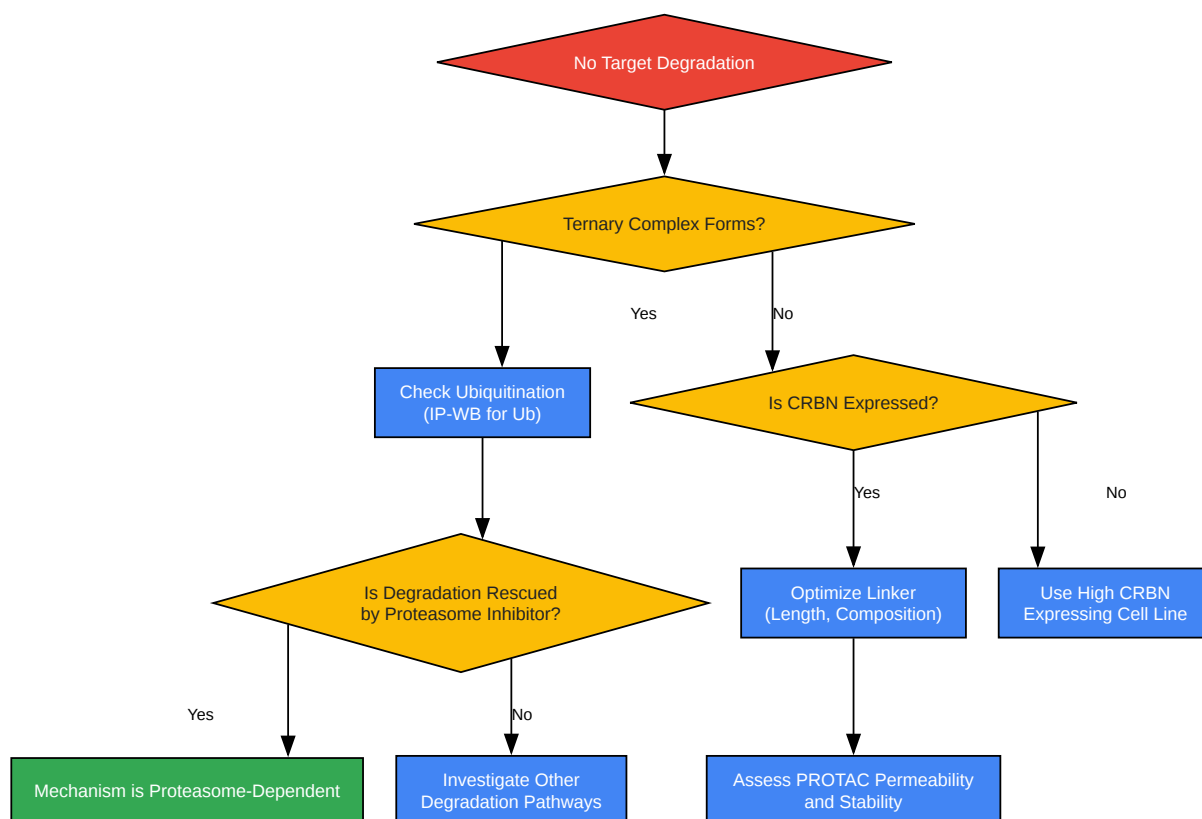 No Target Degradation
Ternary Complex Forms?
Yes
No
Check Ubiquitination
(IP-WB for Ub)
Is CRBN Expressed?
Yes
No
Is Degradation Rescued
by Proteasome Inhibitor?
Optimize Linker
(Length, Composition)
Use High CRBN
Expressing Cell Line
Yes
No
Mechanism is Proteasome-Dependent
Investigate Other
Degradation Pathways
Assess PROTAC Permeability
and Stability